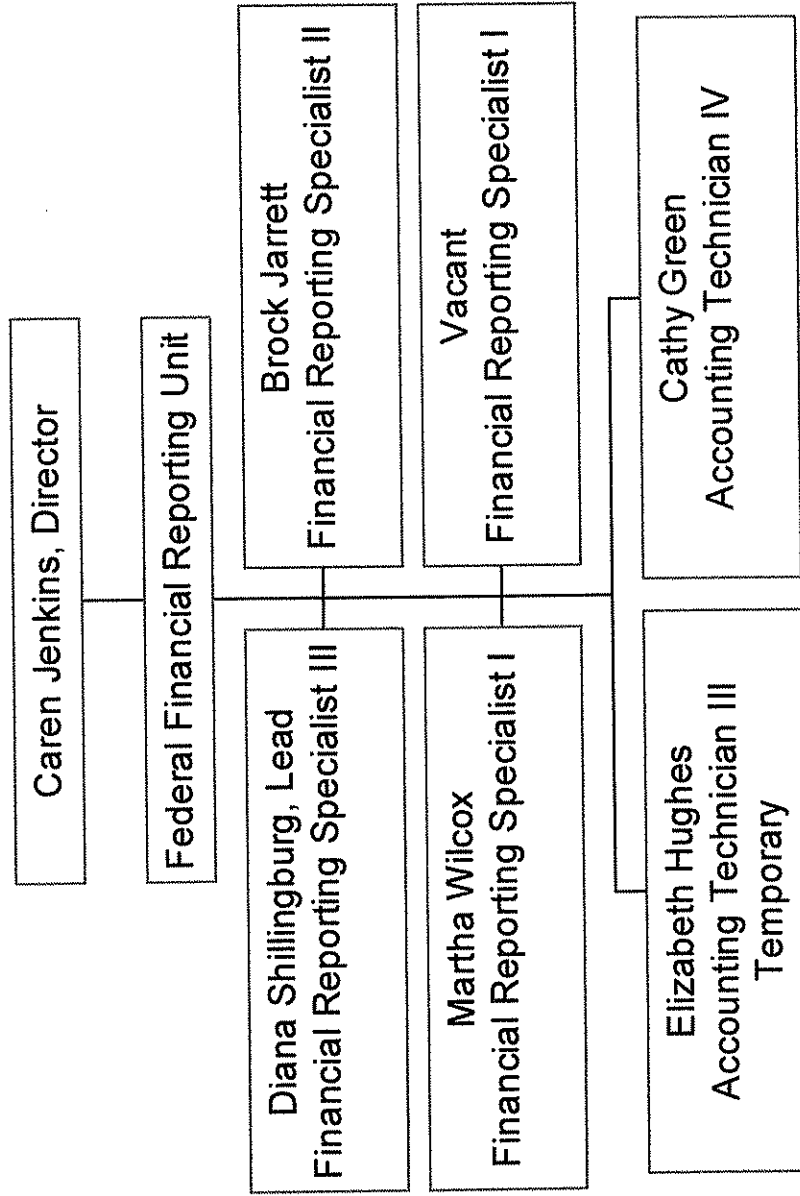 Caren Jenkins, Director
Federal Financial Reporting Unit
Diana Shillingburg, Lead
Financial Reporting Specialist III
Brock Jarrett
Financial Reporting Specialist II
Martha Wilcox
Financial Reporting Specialist I
Vacant
Financial Reporting Specialist I
Elizabeth Hughes
Accounting Technician III
Temporary
Cathy Green
Accounting Technician IV